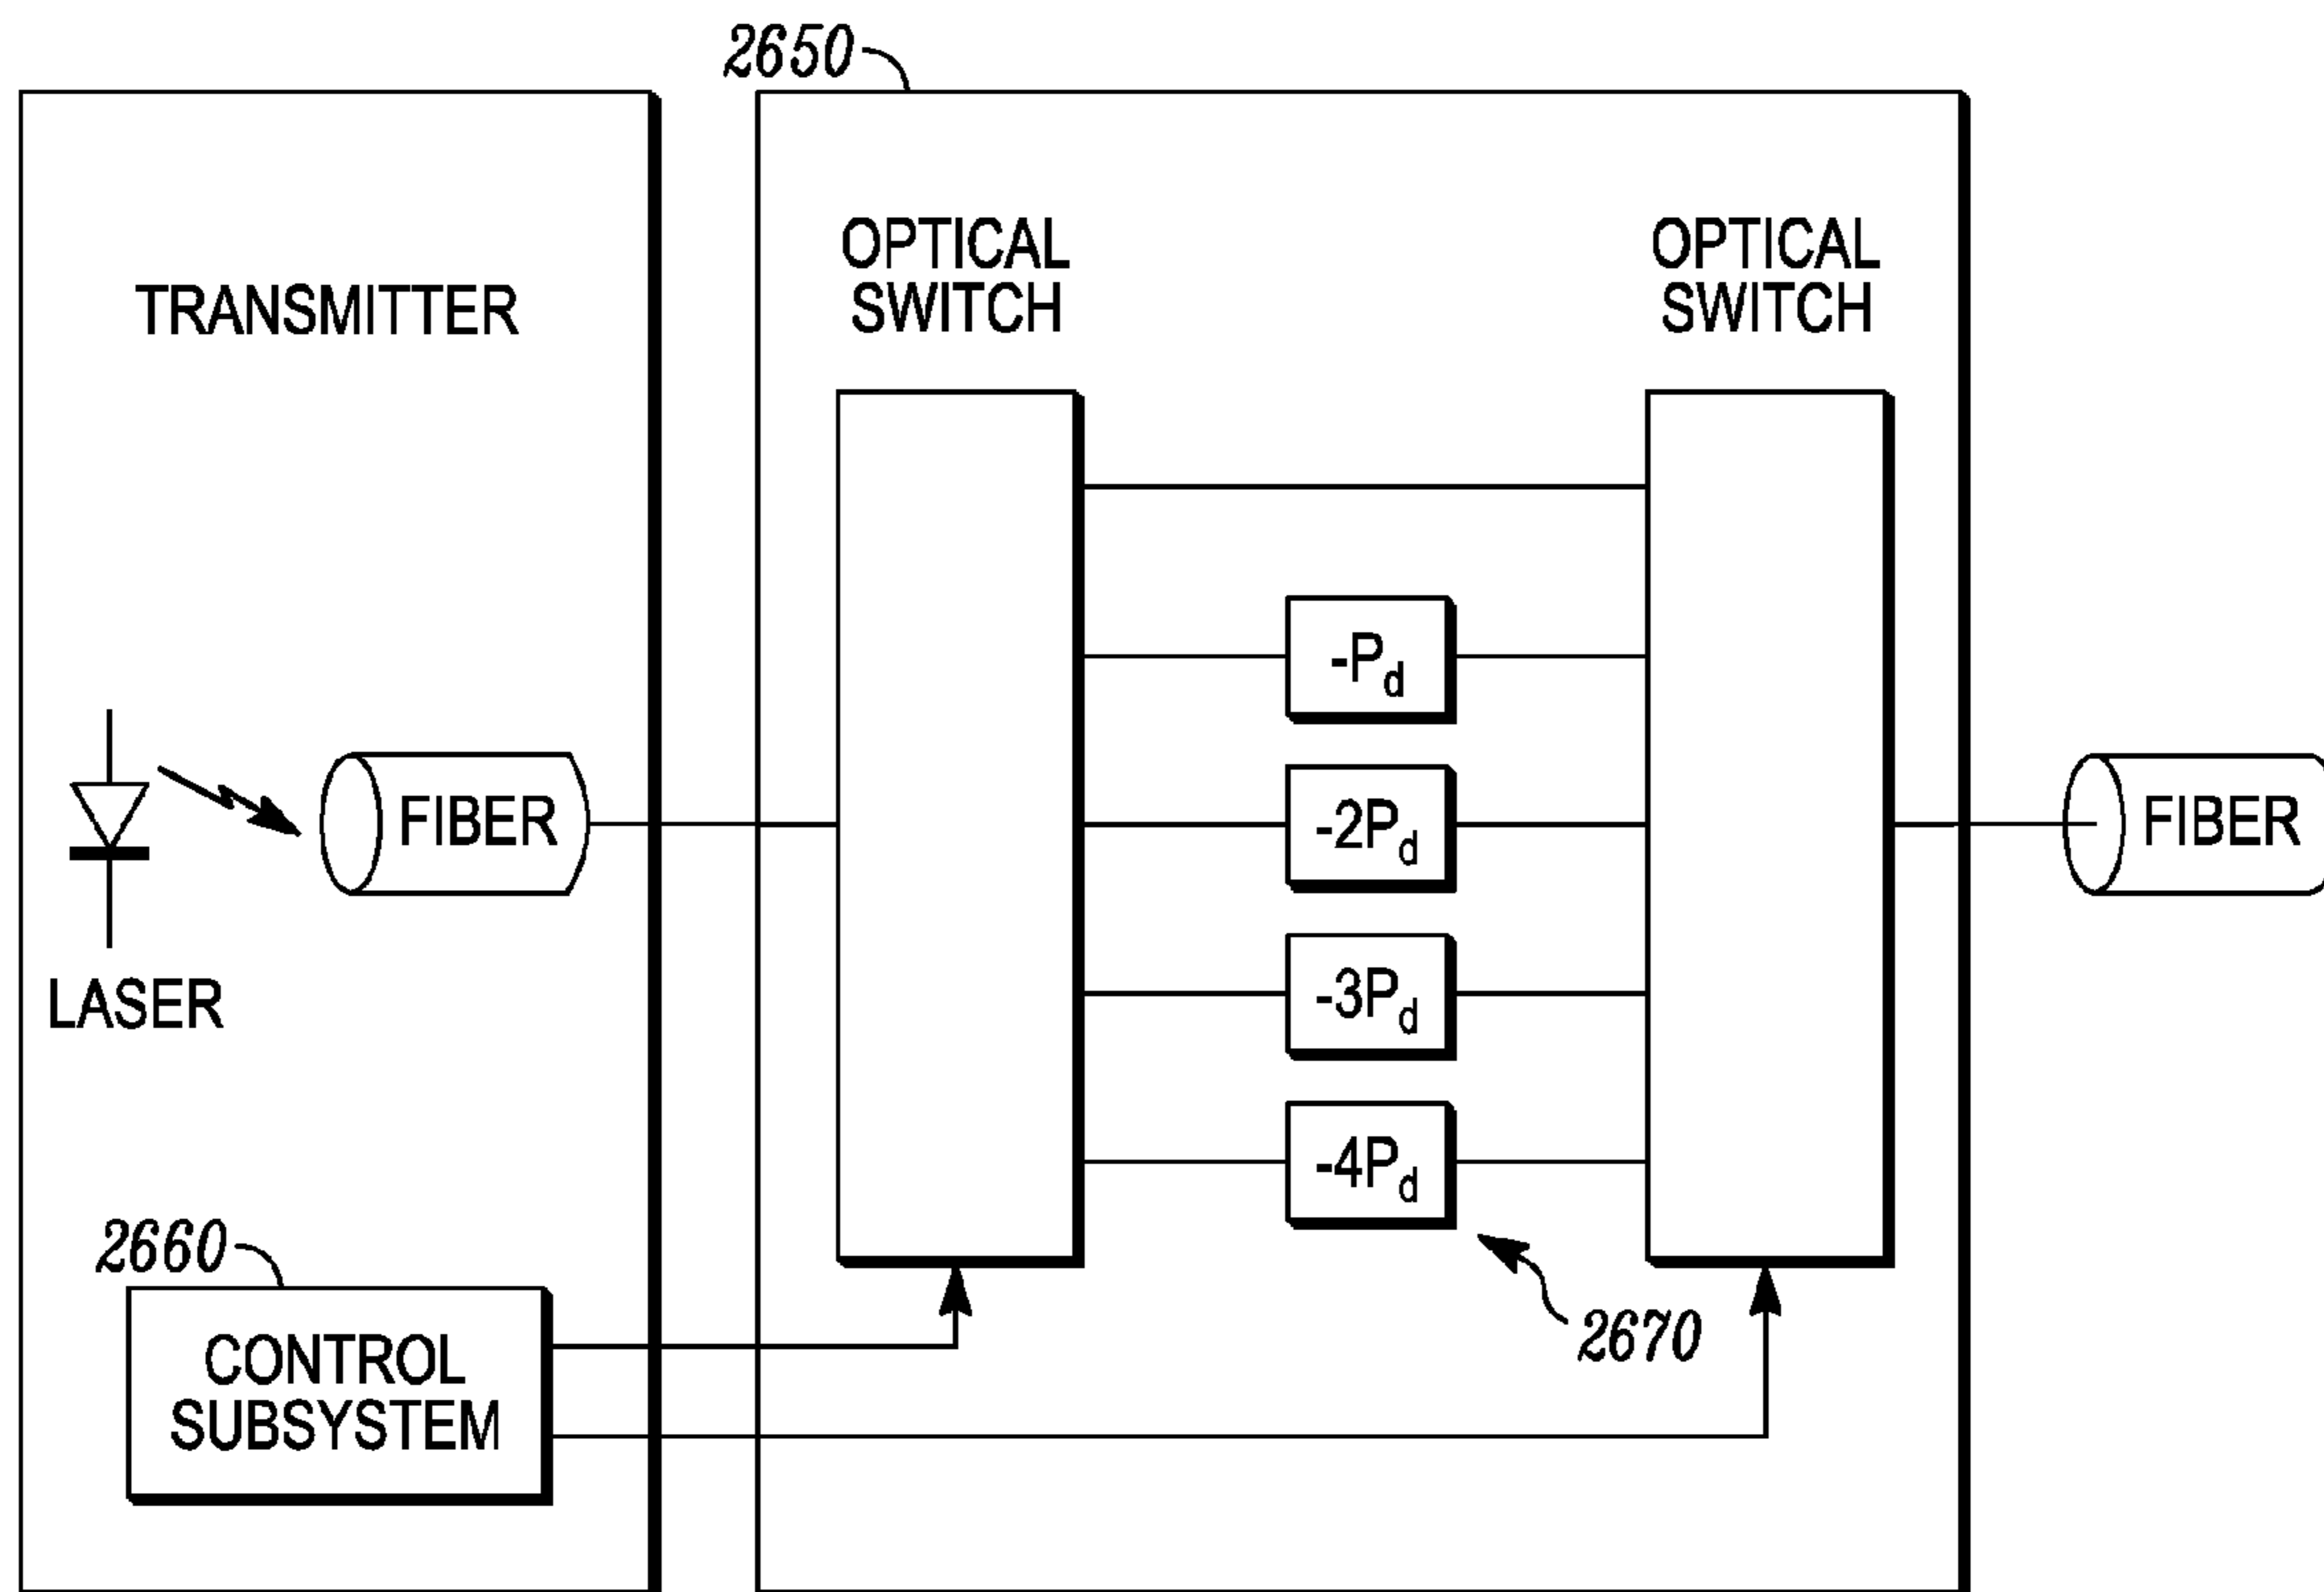 2650
TRANSMITTER
OPTICAL
SWITCH
OPTICAL
SWITCH
-Pd
-2Pd
-3Pd
-4Pd
FIBER
FIBER
LASER
2660
CONTROL
SUBSYSTEM
2670